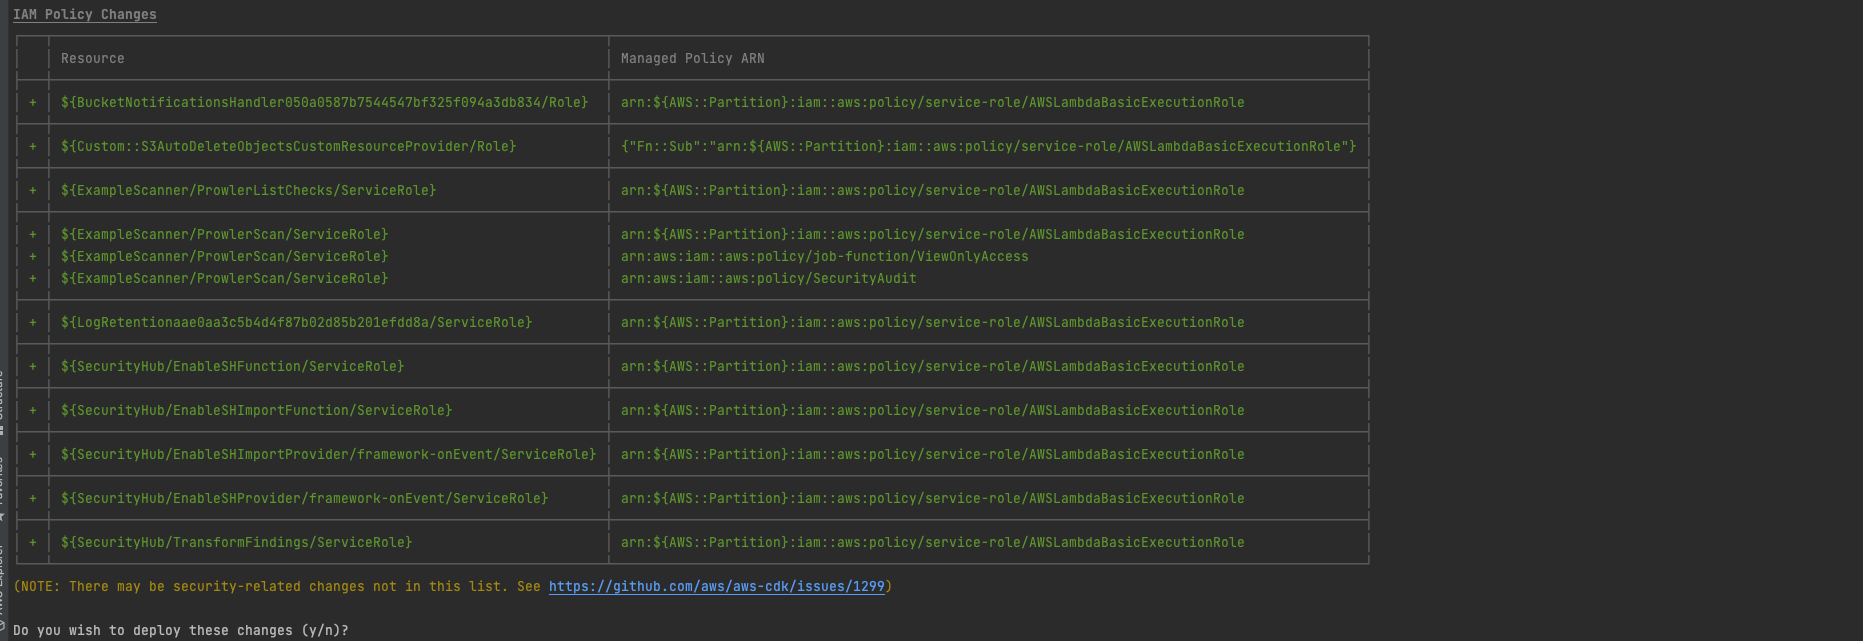 IAM Policy Changes
Resource Managed Policy ARN
+ ${BucketNotificationsHandler050a0587b7544547bf325f094a3db834/Role} arn:${AWS::Partition}:iam::aws:policy/service-role/AWSLambdaBasicExecutionRole
+ ${Custom::S3AutoDeleteObjectsCustomResourceProvider/Role} {"Fn::Sub":"arn:${AWS::Partition}:iam::aws:policy/service-role/AWSLambdaBasicExecutionRole"}
+ ${ExampleScanner/ProwlerListChecks/ServiceRole} arn:${AWS::Partition}:iam::aws:policy/service-role/AWSLambdaBasicExecutionRole
+ ${ExampleScanner/ProwlerScan/ServiceRole} arn:${AWS::Partition}:iam::aws:policy/service-role/AWSLambdaBasicExecutionRole
+ ${ExampleScanner/ProwlerScan/ServiceRole} arn:aws:iam::aws:policy/job-function/ViewOnlyAccess
+ ${ExampleScanner/ProwlerScan/ServiceRole} arn:aws:iam::aws:policy/SecurityAudit
+ ${LogRetentionaae0aa3c5b4d4f87b02d85b201efdd8a/ServiceRole} arn:${AWS::Partition}:iam::aws:policy/service-role/AWSLambdaBasicExecutionRole
+ ${SecurityHub/EnableSHFunction/ServiceRole} arn:${AWS::Partition}:iam::aws:policy/service-role/AWSLambdaBasicExecutionRole
+ ${SecurityHub/EnableSHImportFunction/ServiceRole} arn:${AWS::Partition}:iam::aws:policy/service-role/AWSLambdaBasicExecutionRole
+ ${SecurityHub/EnableSHImportProvider/framework-onEvent/ServiceRole} arn:${AWS::Partition}:iam::aws:policy/service-role/AWSLambdaBasicExecutionRole
+ ${SecurityHub/EnableSHProvider/framework-onEvent/ServiceRole} arn:${AWS::Partition}:iam::aws:policy/service-role/AWSLambdaBasicExecutionRole
+ ${SecurityHub/TransformFindings/ServiceRole} arn:${AWS::Partition}:iam::aws:policy/service-role/AWSLambdaBasicExecutionRole
(NOTE: There may be security-related changes not in this list. See https://github.com/aws/aws-cdk/issues/1299)
Do you wish to deploy these changes (y/n)?